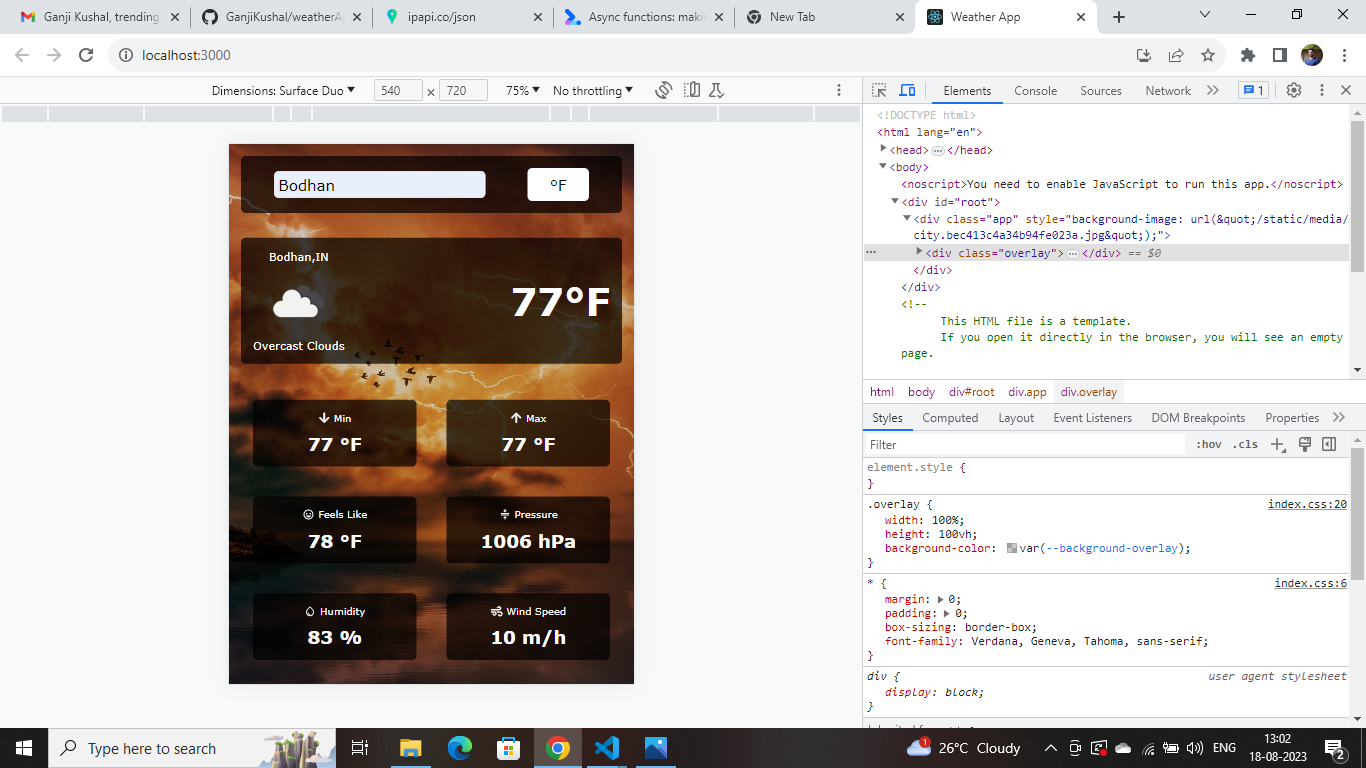 Ganji Kushal, trending
GanjiKushal/weatherA
ipapi.co/json
Async functions: makin
New Tab
Weather App
localhost:3000
Dimensions: Surface Duo
540
×
720
75%
No throttling
Elements
Console
Sources
Network
1
Bodhan
°F
Bodhan,IN
77°F
Overcast Clouds
Min
77 °F
Max
77 °F
Feels Like
78 °F
Pressure
1006 hPa
Humidity
83 %
Wind Speed
10 m/h
<!DOCTYPE html>
<html lang="en">
<head>…</head>
<body>
<noscript>You need to enable JavaScript to run this app.</noscript>
<div id="root">
<div class="app" style="background-image: url(&quot;/static/media/
city.bec413c4a34b94fe023a.jpg&quot;);">
<div class="overlay">…</div> == $0
</div>
</div>
<!--
This HTML file is a template.
If you open it directly in the browser, you will see an empty
page.
html body div#root div.app div.overlay
Styles Computed Layout Event Listeners DOM Breakpoints Properties
Filter
:hov .cls
element.style {
}
.overlay {
index.css:20
width: 100%;
height: 100vh;
background-color: var(--background-overlay);
}
* {
index.css:6
margin: 0;
padding: 0;
box-sizing: border-box;
font-family: Verdana, Geneva, Tahoma, sans-serif;
}
div {
user agent stylesheet
display: block;
}
Type here to search
1
26°C Cloudy
ENG
13:02
18-08-2023
2